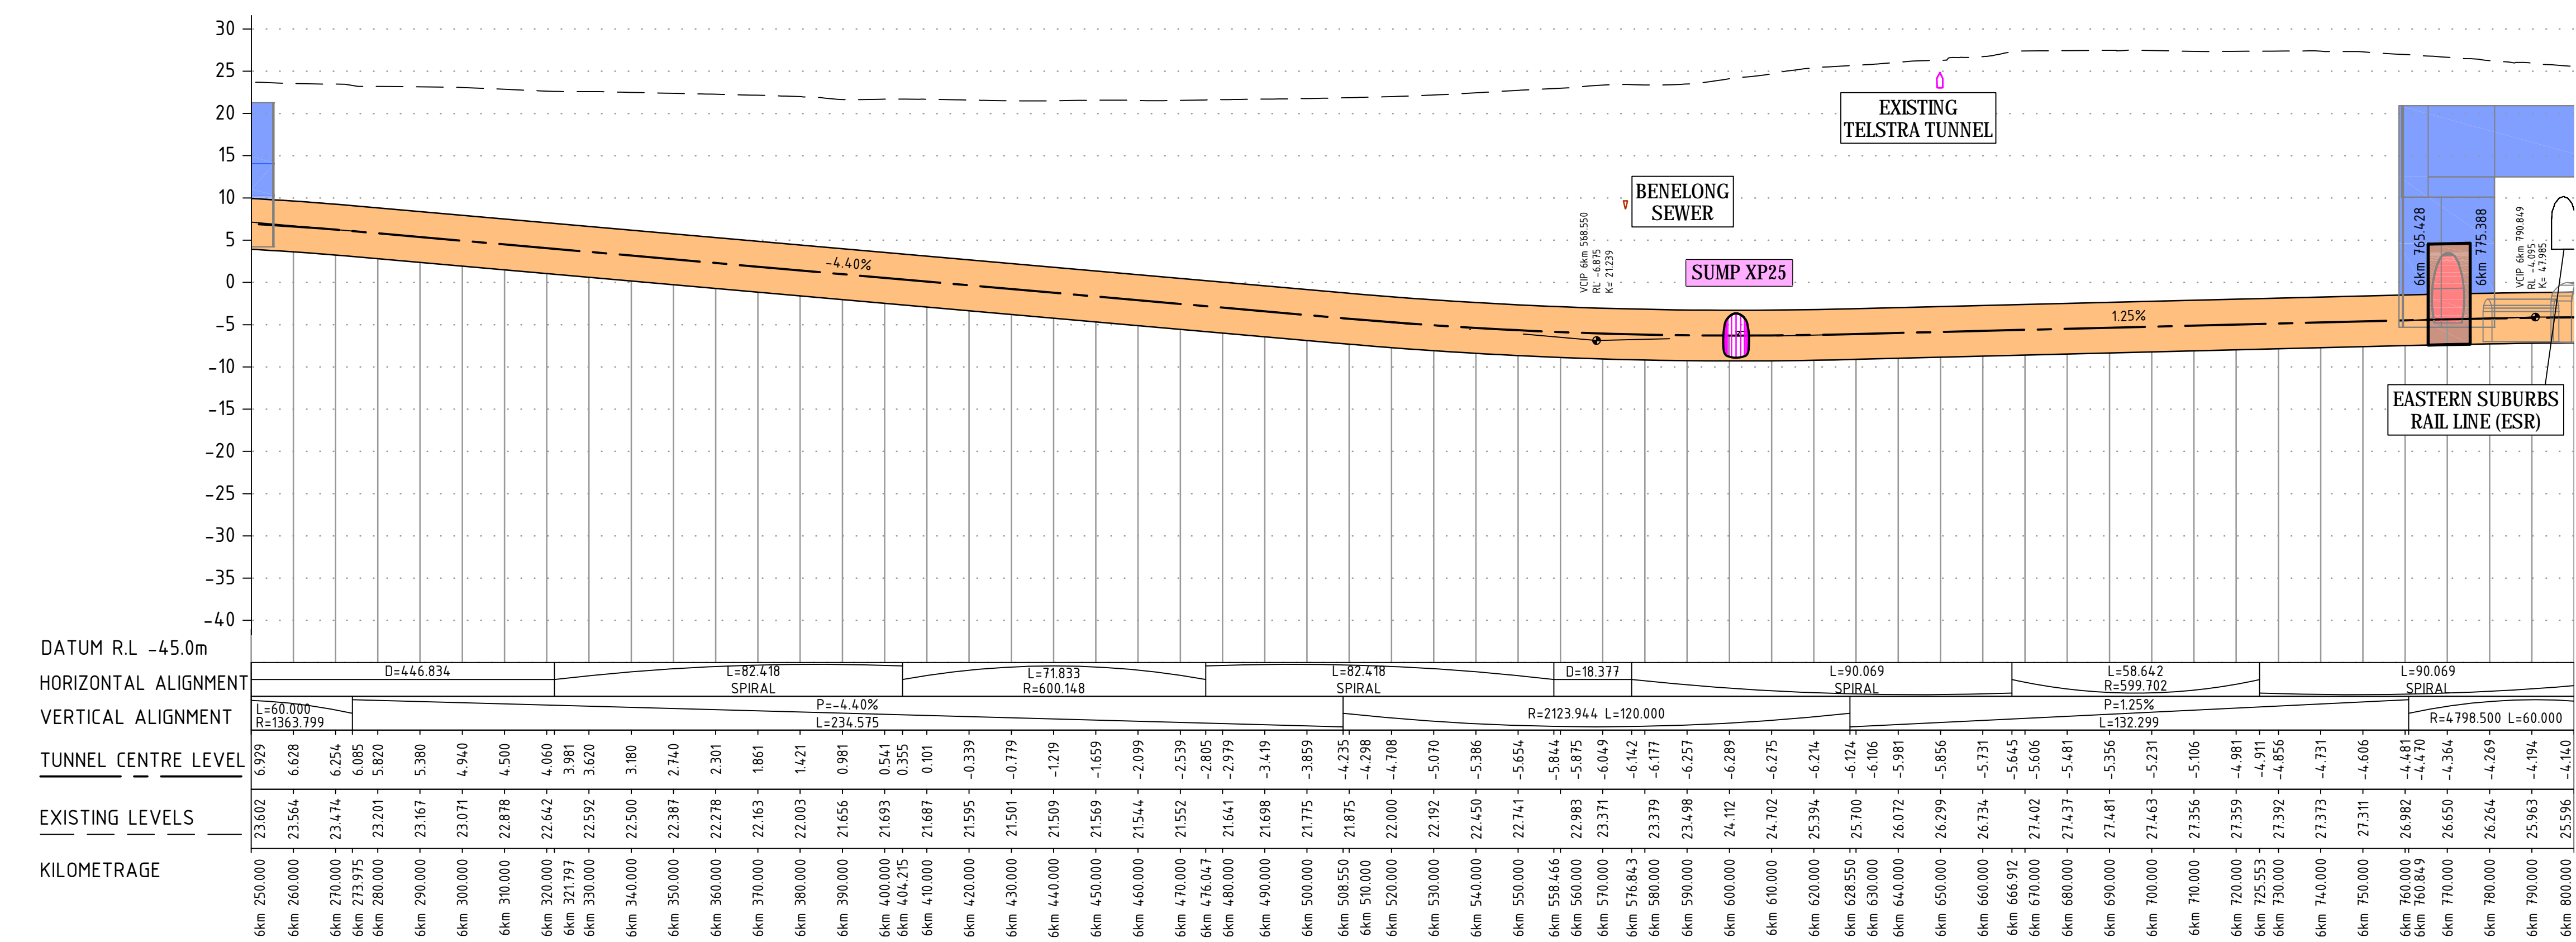 30
25
20
15
10
5
0
-5
-10
-15
-20
-25
-30
-35
-40
EXISTING
TELSTRA TUNNEL
BENELONG
SEWER
SUMP XP25
EASTERN SUBURBS
RAIL LINE (ESR)
-4.40%
1.25%
VCIP 6km 568.550
RL -6.875
K= 21.239
6km 765.428
6km 775.388
VCIP 6km 790.849
RL -4.095
K= 47.985
DATUM R.L -45.0m
HORIZONTAL ALIGNMENT
D=446.834
L=82.418
SPIRAL
L=71.833
R=600.148
L=82.418
SPIRAL
D=18.377
L=90.069
SPIRAL
L=58.642
R=599.702
L=90.069
SPIRAL
VERTICAL ALIGNMENT
L=60.000
R=1363.799
P=-4.40%
L=234.575
R=2123.944 L=120.000
P=1.25%
L=132.299
R=4798.500 L=60.000
TUNNEL CENTRE LEVEL
6.929 6.628 6.254 6.085 5.820 5.380 4.940 4.500 4.060 3.981 3.620 3.180 2.740 2.301 1.861 1.421 0.981 0.541 0.355 0.101 -0.339 -0.779 -1.219 -1.659 -2.099 -2.539 -2.805 -2.979 -3.419 -3.859 -4.235 -4.298 -4.708 -5.070 -5.386 -5.654 -5.844 -5.875 -6.049 -6.142 -6.177 -6.257 -6.289 -6.275 -6.214 -6.124 -6.106 -5.981 -5.856 -5.731 -5.645 -5.606 -5.481 -5.356 -5.231 -5.106 -4.981 -4.911 -4.856 -4.731 -4.606 -4.481 -4.470 -4.364 -4.269 -4.194 -4.140
EXISTING LEVELS
23.602 23.564 23.474 23.201 23.167 23.071 22.878 22.642 22.592 22.500 22.387 22.278 22.163 22.003 21.656 21.693 21.687 21.595 21.501 21.509 21.569 21.544 21.552 21.641 21.698 21.775 21.875 22.000 22.192 22.450 22.741 22.983 23.371 23.379 23.498 24.112 24.702 25.394 25.700 26.072 26.299 26.734 27.402 27.437 27.481 27.463 27.356 27.359 27.392 27.373 27.311 26.982 26.650 26.264 25.963 25.596
KILOMETRAGE
6km 250.000 6km 260.000 6km 270.000 6km 273.975 6km 280.000 6km 290.000 6km 300.000 6km 310.000 6km 320.000 6km 321.797 6km 330.000 6km 340.000 6km 350.000 6km 360.000 6km 370.000 6km 380.000 6km 390.000 6km 400.000 6km 404.215 6km 410.000 6km 420.000 6km 430.000 6km 440.000 6km 450.000 6km 460.000 6km 470.000 6km 476.047 6km 480.000 6km 490.000 6km 500.000 6km 508.550 6km 510.000 6km 520.000 6km 530.000 6km 540.000 6km 550.000 6km 558.466 6km 560.000 6km 570.000 6km 576.843 6km 580.000 6km 590.000 6km 600.000 6km 610.000 6km 620.000 6km 628.550 6km 630.000 6km 640.000 6km 650.000 6km 660.000 6km 666.912 6km 670.000 6km 680.000 6km 690.000 6km 700.000 6km 710.000 6km 720.000 6km 725.553 6km 730.000 6km 740.000 6km 750.000 6km 760.000 6km 760.849 6km 770.000 6km 780.000 6km 790.000 6km 800.000